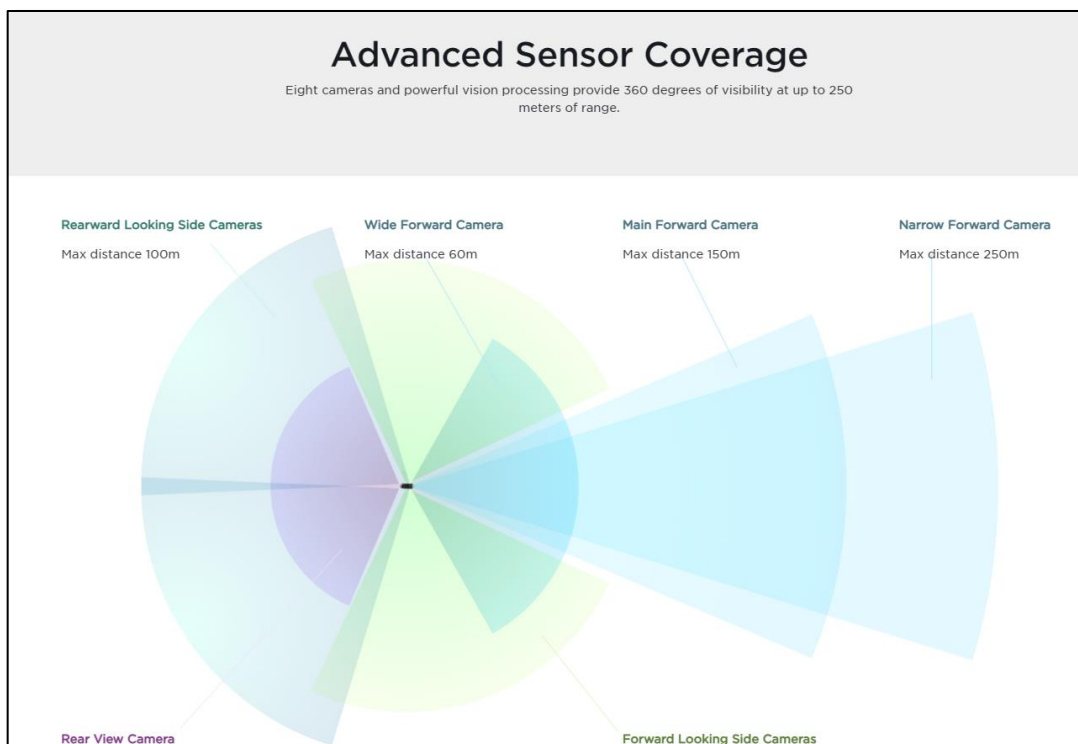 Advanced Sensor Coverage
Eight cameras and powerful vision processing provide 360 degrees of visibility at up to 250
meters of range.
Rearward Looking Side Cameras
Max distance 100m
Wide Forward Camera
Max distance 60m
Main Forward Camera
Max distance 150m
Narrow Forward Camera
Max distance 250m
Rear View Camera
Forward Looking Side Cameras